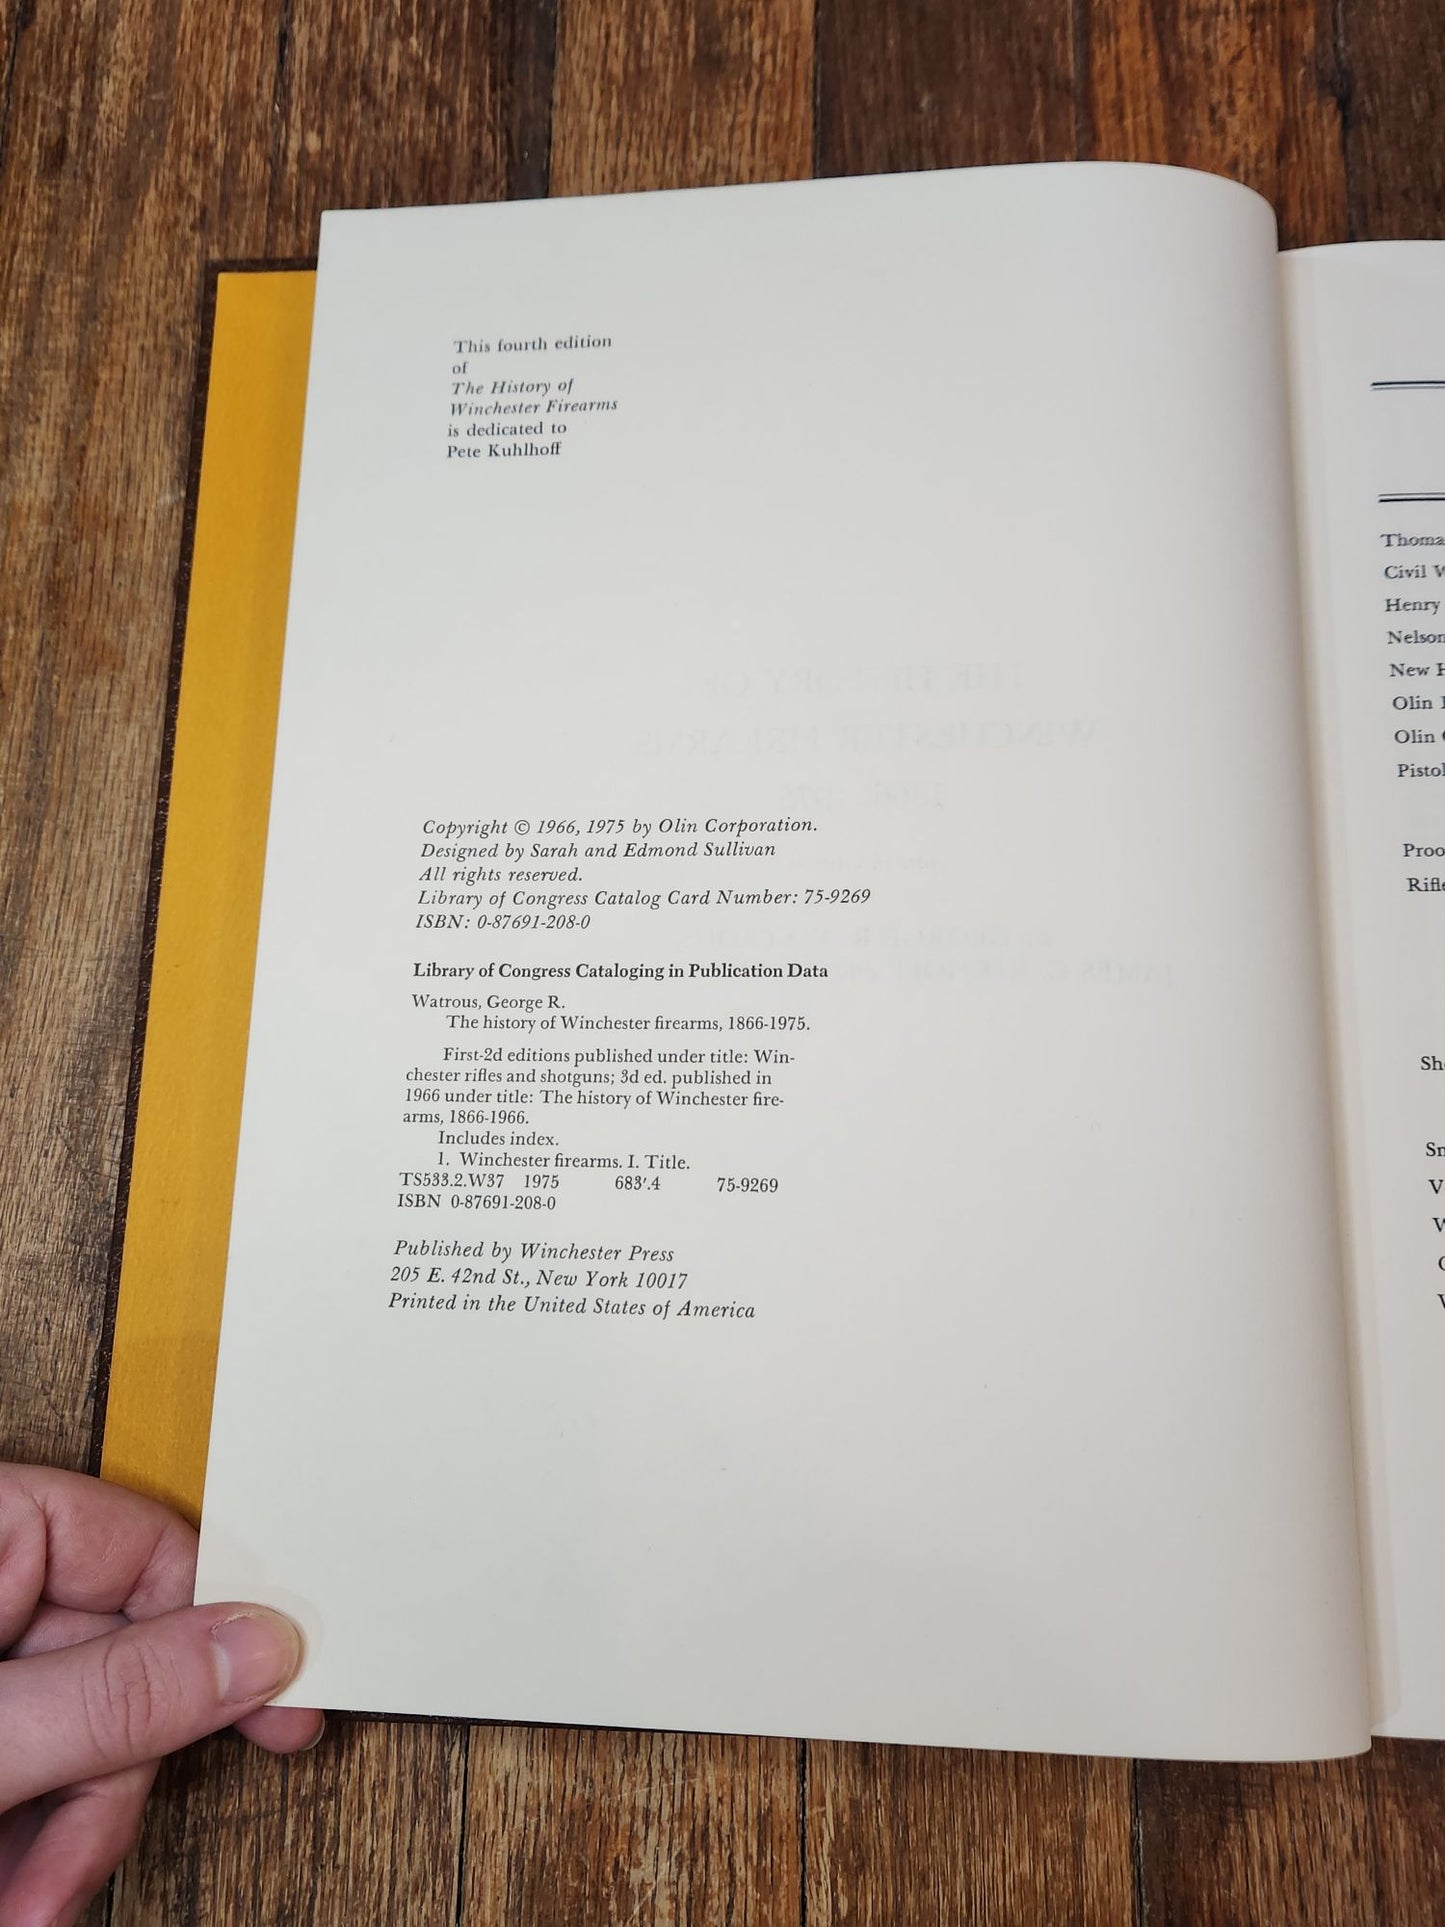 This fourth edition
of
The History of
Winchester Firearms
is dedicated to
Pete Kuhlhoff
Copyright © 1966, 1975 by Olin Corporation.
Designed by Sarah and Edmond Sullivan
All rights reserved.
Library of Congress Catalog Card Number: 75-9269
ISBN: 0-87691-208-0
Library of Congress Cataloging in Publication Data
Watrous, George R.
The history of Winchester firearms, 1866-1975.
First-2d editions published under title: Win-
chester rifles and shotguns; 3d ed. published in
1966 under title: The history of Winchester fire-
arms, 1866-1966.
Includes index.
1. Winchester firearms. I. Title.
TS533.2.W37 1975 683'.4 75-9269
ISBN 0-87691-208-0
Published by Winchester Press
205 E. 42nd St., New York 10017
Printed in the United States of America
Civil
Henry
New
Olin
Olin